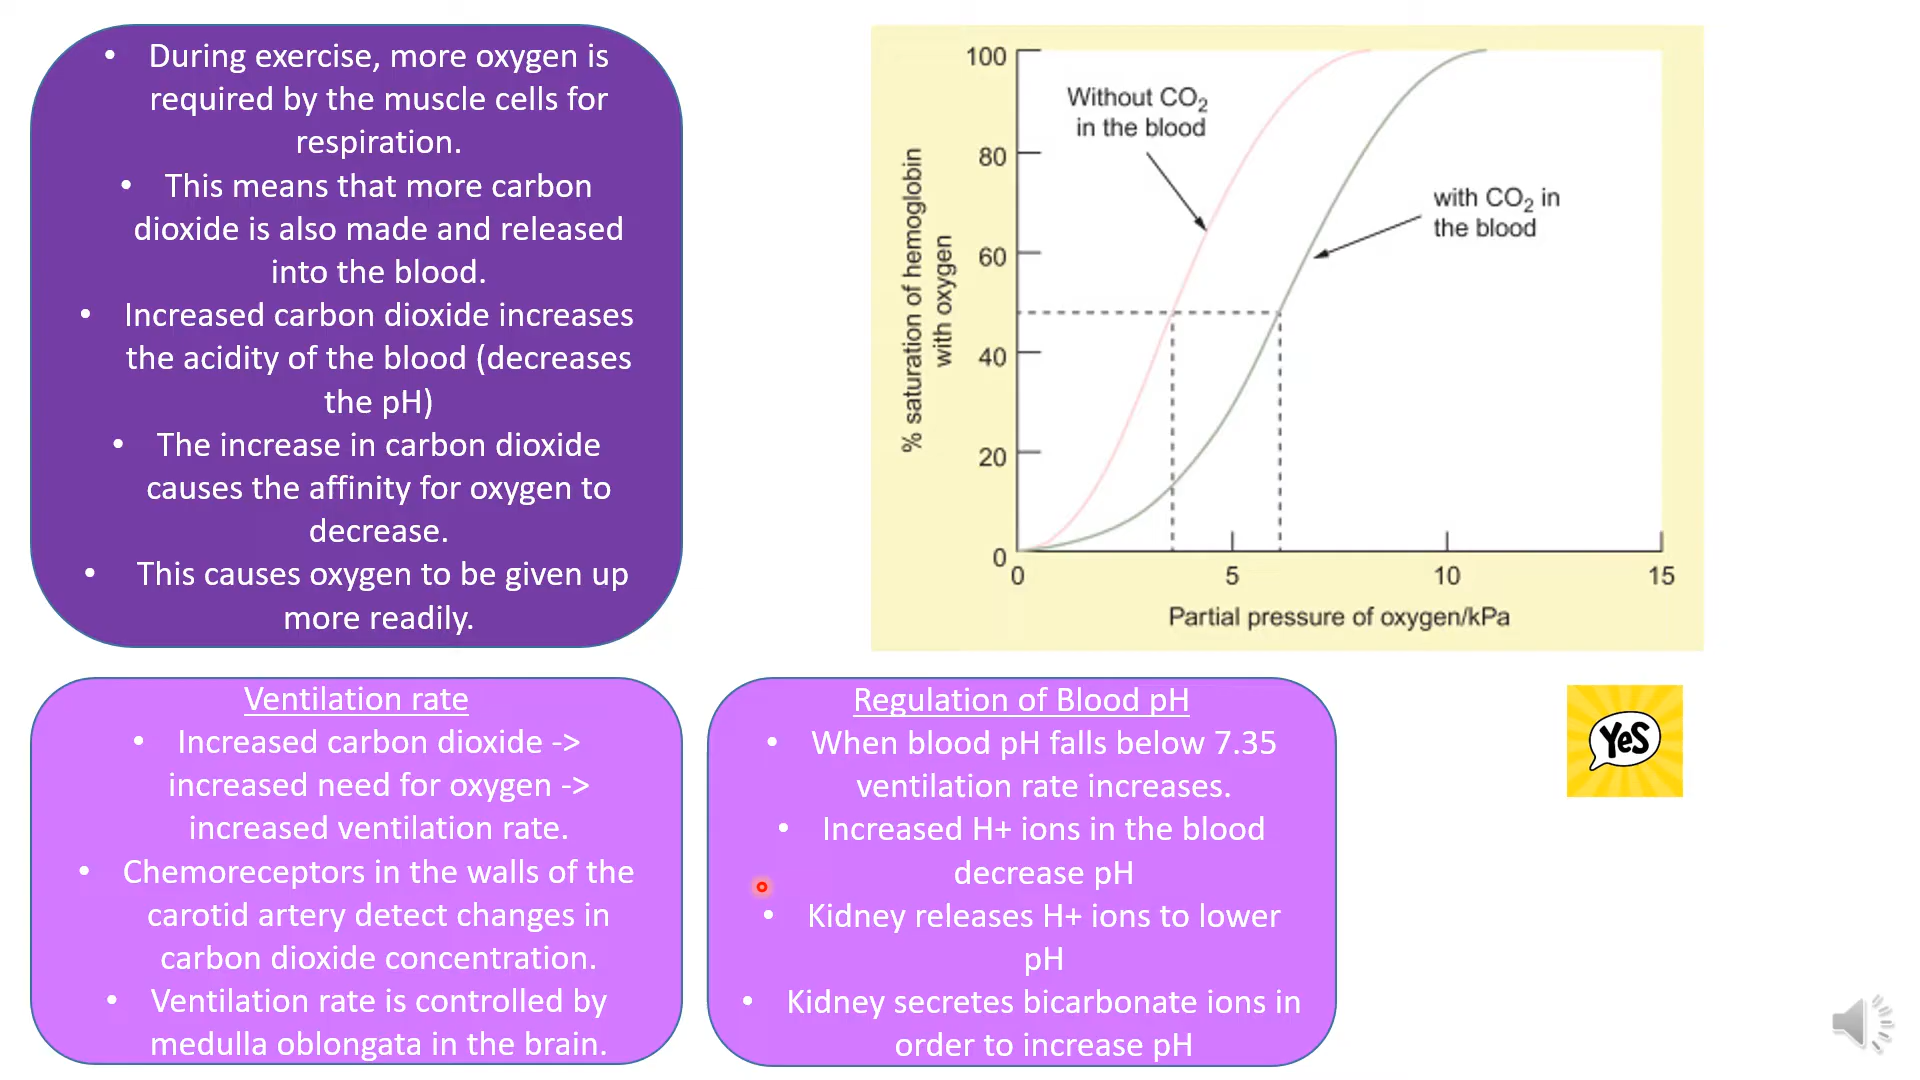 • During exercise, more oxygen is
required by the muscle cells for
respiration.
• This means that more carbon
dioxide is also made and released
into the blood.
• Increased carbon dioxide increases
the acidity of the blood (decreases
the pH)
• The increase in carbon dioxide
causes the affinity for oxygen to
decrease.
• This causes oxygen to be given up
more readily.
% saturation of hemoglobin
with oxygen
100
80
60
40
20
0
Without CO₂
in the blood
with CO₂ in
the blood
0 5 10 15
Partial pressure of oxygen/kPa
Ventilation rate
• Increased carbon dioxide ->
increased need for oxygen ->
increased ventilation rate.
• Chemoreceptors in the walls of the
carotid artery detect changes in
carbon dioxide concentration.
• Ventilation rate is controlled by
medulla oblongata in the brain.
Regulation of Blood pH
• When blood pH falls below 7.35
ventilation rate increases.
• Increased H+ ions in the blood
decrease pH
• Kidney releases H+ ions to lower
pH
• Kidney secretes bicarbonate ions in
order to increase pH
YeS